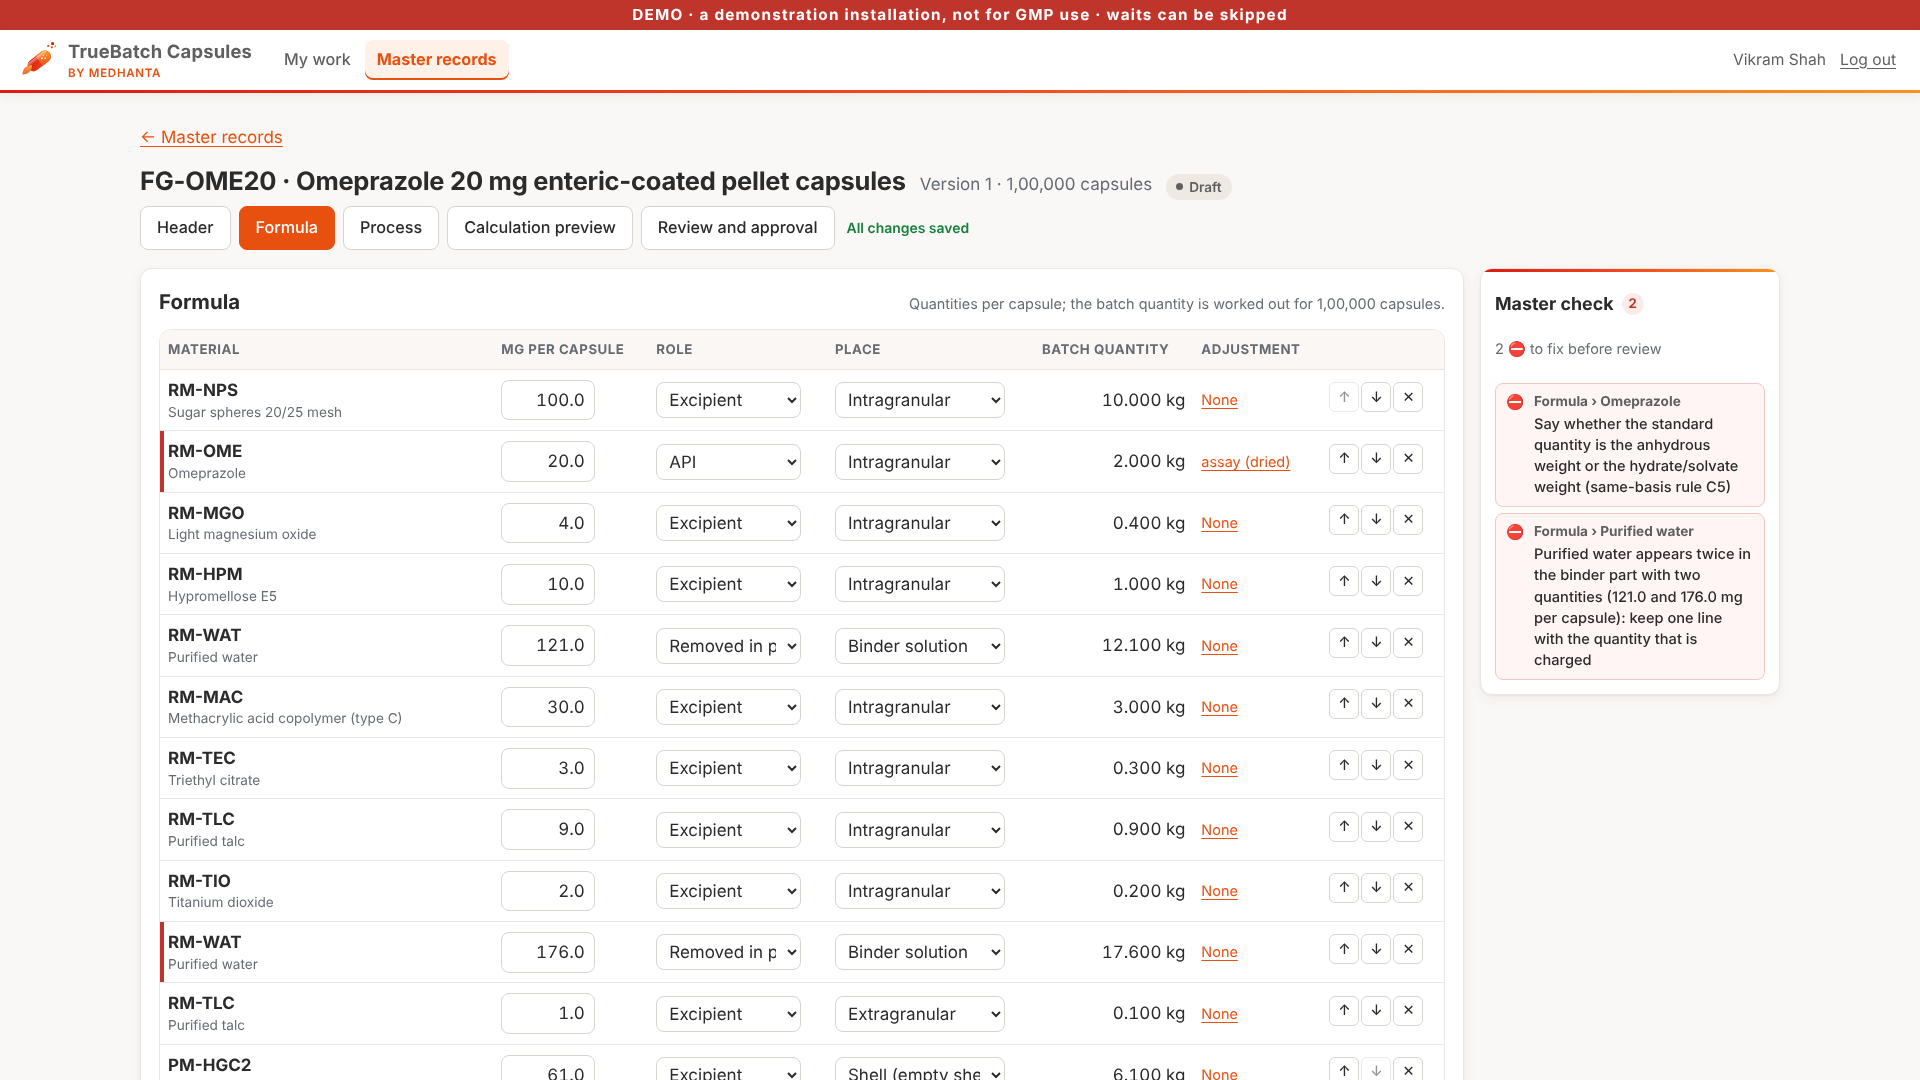 DEMO · a demonstration installation, not for GMP use · waits can be skipped
TrueBatch Capsules
BY MEDHANTA
My work
Master records
Vikram Shah
Log out
← Master records
FG-OME20 · Omeprazole 20 mg enteric-coated pellet capsules Version 1 · 1,00,000 capsules • Draft
Header
Formula
Process
Calculation preview
Review and approval
All changes saved
Formula
Quantities per capsule; the batch quantity is worked out for 1,00,000 capsules.
MATERIAL MG PER CAPSULE ROLE PLACE BATCH QUANTITY ADJUSTMENT
RM-NPS
Sugar spheres 20/25 mesh
100.0 Excipient Intragranular 10.000 kg None ↑ ↓ ×
RM-OME
Omeprazole
20.0 API Intragranular 2.000 kg assay (dried) ↑ ↓ ×
RM-MGO
Light magnesium oxide
4.0 Excipient Intragranular 0.400 kg None ↑ ↓ ×
RM-HPM
Hypromellose E5
10.0 Excipient Intragranular 1.000 kg None ↑ ↓ ×
RM-WAT
Purified water
121.0 Removed in p Binder solution 12.100 kg None ↑ ↓ ×
RM-MAC
Methacrylic acid copolymer (type C)
30.0 Excipient Intragranular 3.000 kg None ↑ ↓ ×
RM-TEC
Triethyl citrate
3.0 Excipient Intragranular 0.300 kg None ↑ ↓ ×
RM-TLC
Purified talc
9.0 Excipient Intragranular 0.900 kg None ↑ ↓ ×
RM-TIO
Titanium dioxide
2.0 Excipient Intragranular 0.200 kg None ↑ ↓ ×
RM-WAT
Purified water
176.0 Removed in p Binder solution 17.600 kg None ↑ ↓ ×
RM-TLC
Purified talc
1.0 Excipient Extragranular 0.100 kg None ↑ ↓ ×
PM-HGC2
61.0 Excipient Shell (empty she 6.100 kg None ↑ ↓ ×
Master check 2
2 ⛔ to fix before review
Formula › Omeprazole
Say whether the standard
quantity is the anhydrous
weight or the hydrate/solvate
weight (same-basis rule C5)
Formula › Purified water
Purified water appears twice in
the binder part with two
quantities (121.0 and 176.0 mg
per capsule): keep one line
with the quantity that is
charged